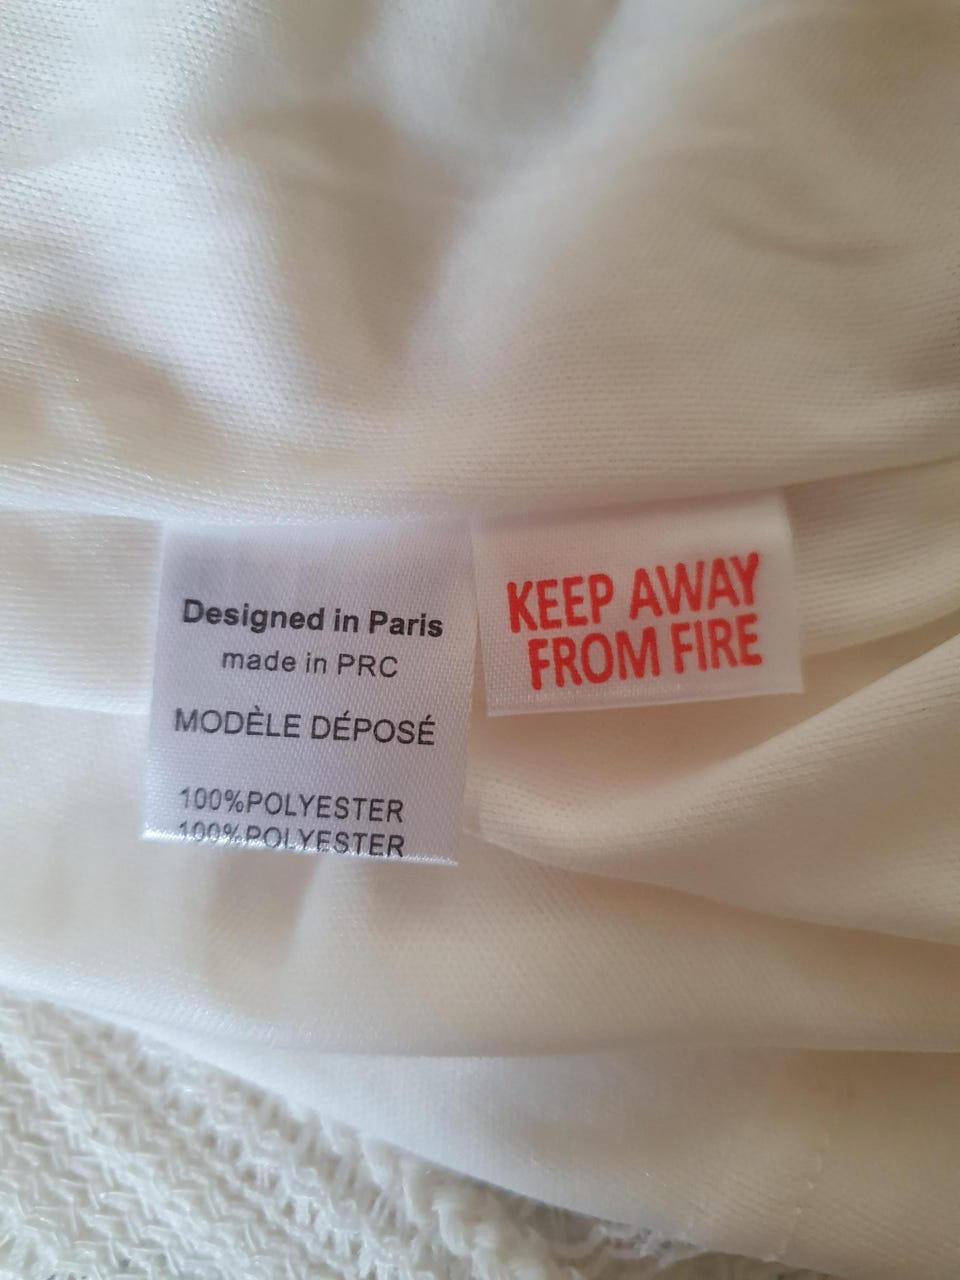 Designed in Paris
made in PRC
MODÈLE DÉPOSÉ
100%POLYESTER
100%POLYESTER
KEEP AWAY
FROM FIRE